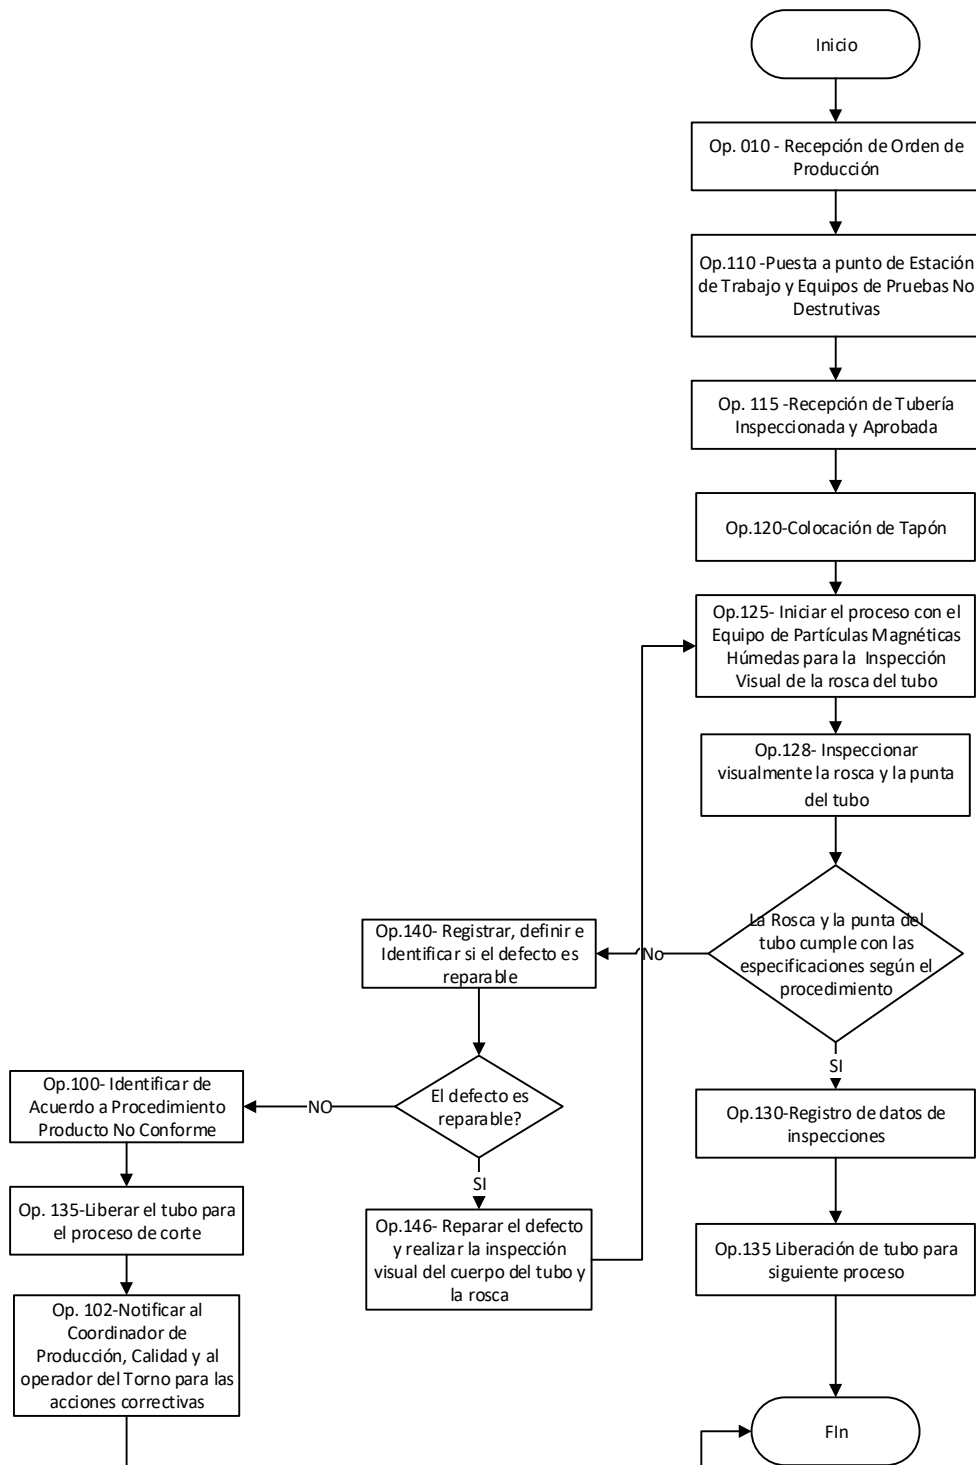 Inicio
Op. 010 - Recepción de Orden de
Producción
Op.110 -Puesta a punto de Estación
de Trabajo y Equipos de Pruebas No
Destrutivas
Op. 115 -Recepción de Tubería
Inspeccionada y Aprobada
Op.120-Colocación de Tapón
Op.125- Iniciar el proceso con el
Equipo de Partículas Magnéticas
Húmedas para la Inspección
Visual de la rosca del tubo
Op.128- Inspeccionar
visualmente la rosca y la punta
del tubo
La Rosca y la punta del
tubo cumple con las
especificaciones según el
procedimiento
No
Op.140- Registrar, definir e
Identificar si el defecto es
reparable
El defecto es
reparable?
NO
Op.100- Identificar de
Acuerdo a Procedimiento
Producto No Conforme
Op. 135-Liberar el tubo para
el proceso de corte
Op. 102-Notificar al
Coordinador de
Producción, Calidad y al
operador del Torno para las
acciones correctivas
SI
Op.146- Reparar el defecto
y realizar la inspección
visual del cuerpo del tubo y
la rosca
SI
Op.130-Registro de datos de
inspecciones
Op.135 Liberación de tubo para
siguiente proceso
FIn